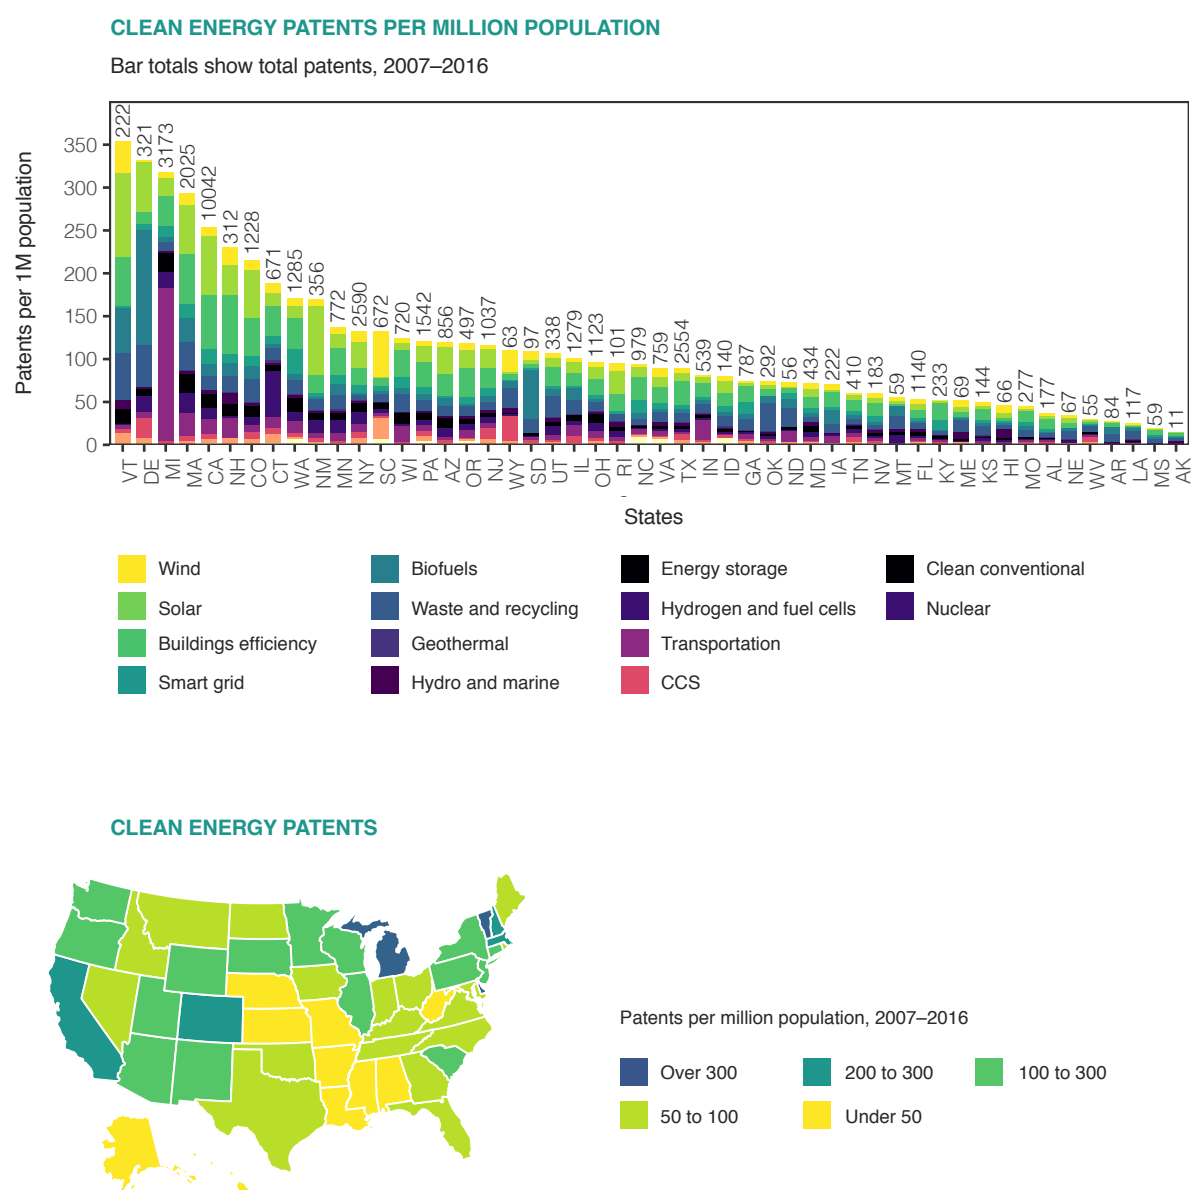 CLEAN ENERGY PATENTS PER MILLION POPULATION
Bar totals show total patents, 2007–2016
Patents per 1M population
350
300
250
200
150
100
50
0
222 321 3173 2025 10042 312 1228 671 1285 356 772 2590 672 720 1542 856 497 1037 63 97 338 1279 1123 101 979 759 2554 539 140 787 292 56 434 222 410 183 59 1140 233 69 144 66 277 177 67 55 84 117 59 11
VT DE MI MA CA NH CO CT WA NM MN NY SC WI PA AZ OR NJ WY SD UT IL OH RI NC VA TX IN ID GA OK ND MD IA TN NV MT FL KY ME KS HI MO AL NE WV AR LA MS AK
States
Wind Biofuels Energy storage Clean conventional
Solar Waste and recycling Hydrogen and fuel cells Nuclear
Buildings efficiency Geothermal Transportation
Smart grid Hydro and marine CCS
CLEAN ENERGY PATENTS
Patents per million population, 2007–2016
Over 300 200 to 300 100 to 300
50 to 100 Under 50